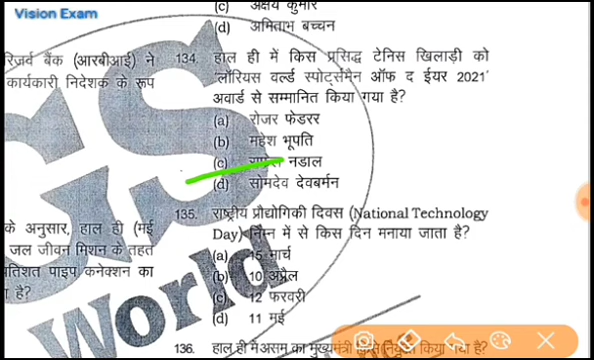 Vision Exam
(c) अक्षय कुमार
(d) अमिताभ बच्चन
रिज़र्व बैंक (आरबीआई) ने
कार्यकारी निदेशक के रूप
134. हाल ही में किस प्रसिद्ध टेनिस खिलाड़ी को
'लॉरियस वर्ल्ड स्पोर्ट्समैन ऑफ द ईयर 2021'
अवार्ड से सम्मानित किया गया है?
(a) रोजर फेडरर
(b) महेश भूपति
(c) राफेल नडाल
(d) सोमदेव देवबर्मन
के अनुसार, हाल ही (मई
जल जीवन मिशन के तहत
प्रतिशत पाइप कनेक्शन का
है?
135. राष्ट्रीय प्रौद्योगिकी दिवस (National Technology
Day) निम्न में से किस दिन मनाया जाता है?
(a) 15 मार्च
(b) 10 अप्रैल
(c) 12 फरवरी
(d) 11 मई
136. हाल ही में असम का मुख्यमंत्री किसे नियुक्त किया गया है?
GS
World